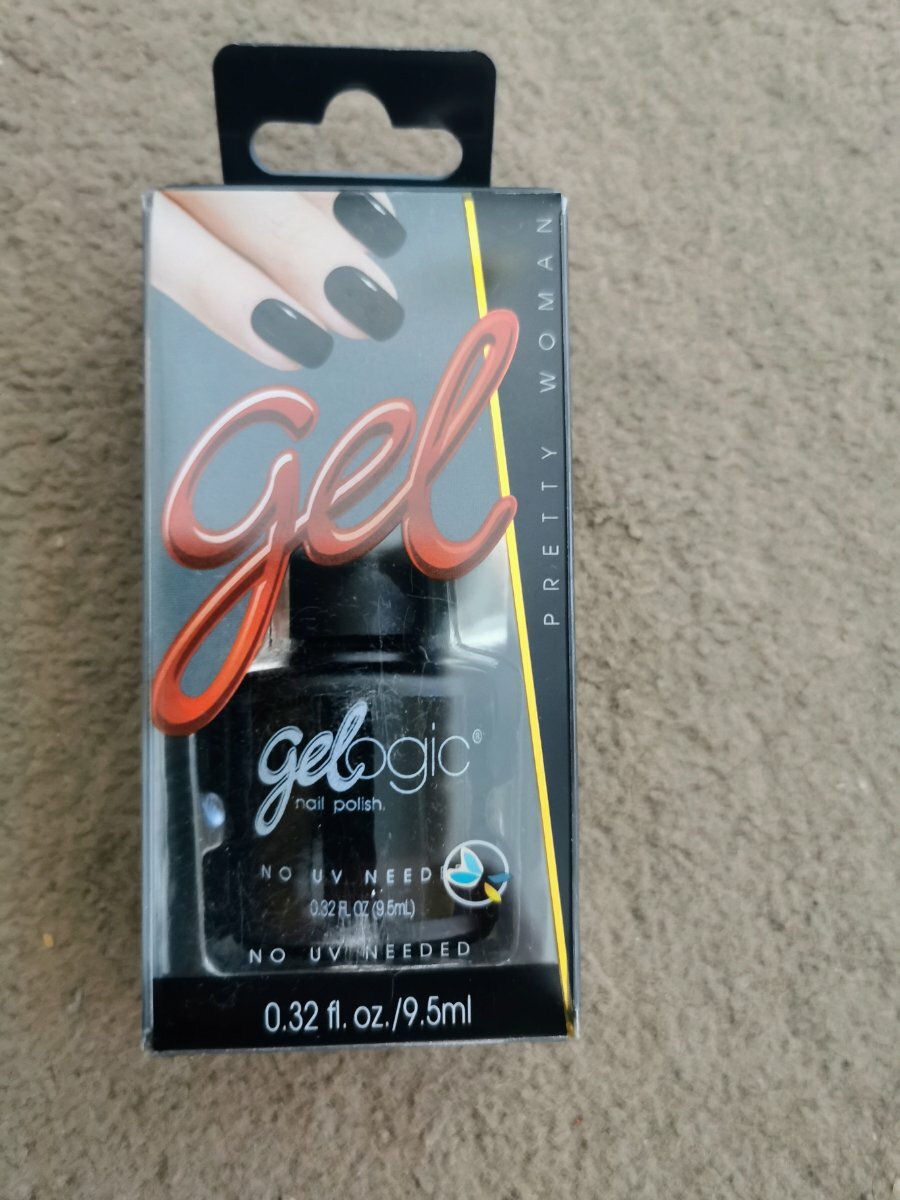 PRETTY WOMAN
gel
gelogic®
nail polish.
NO UV NEEDED
0.32 FL OZ (9.5mL)
NO UV NEEDED
0.32 fl. oz./9.5ml